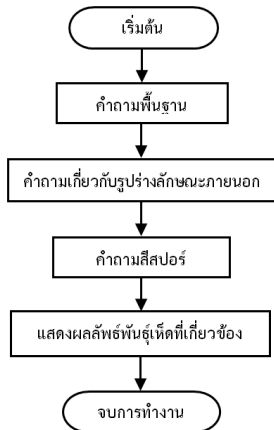 เริ่มต้น
คำถามพื้นฐาน
คำถามเกี่ยวกับรูปร่างลักษณะภายนอก
คำถามสีสปอร์
แสดงผลลัพธ์พันธุ์เห็ดที่เกี่ยวข้อง
จบการทำงาน